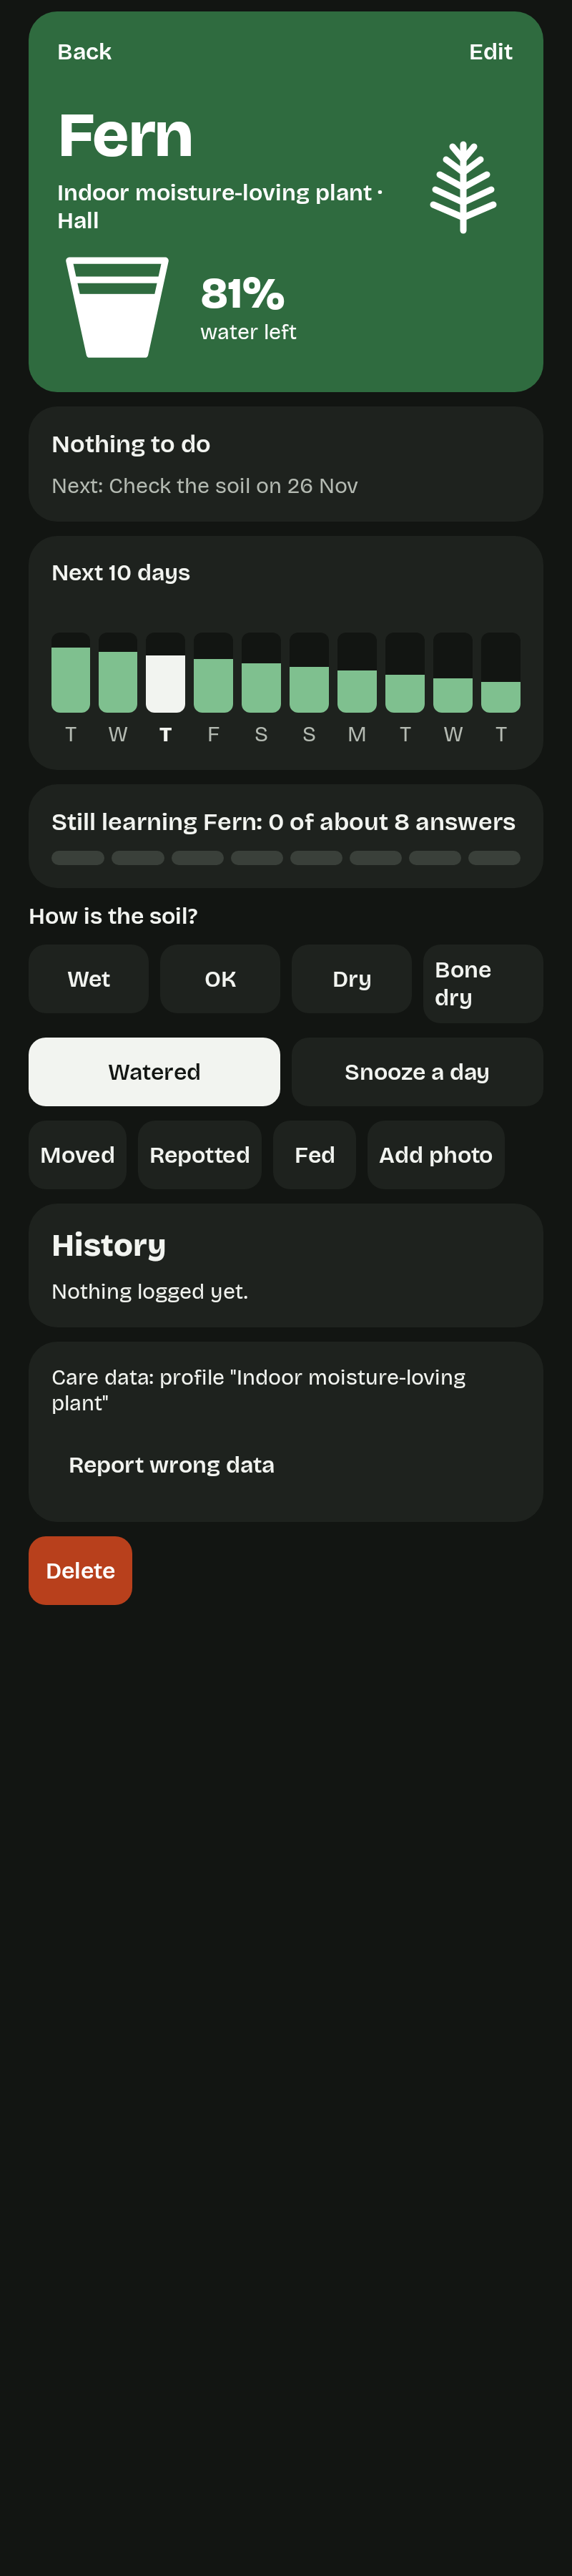 Back
Edit
Fern
Indoor moisture-loving plant ·
Hall
81%
water left
Nothing to do
Next: Check the soil on 26 Nov
Next 10 days
T W T F S S M T W T
Still learning Fern: 0 of about 8 answers
How is the soil?
Wet
OK
Dry
Bone
dry
Watered
Snooze a day
Moved
Repotted
Fed
Add photo
History
Nothing logged yet.
Care data: profile "Indoor moisture-loving
plant"
Report wrong data
Delete